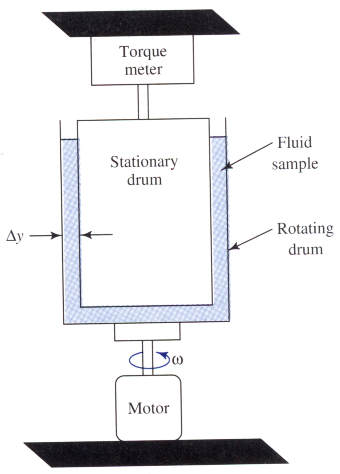 Torque
meter
Stationary
drum
Fluid
sample
Δy
Rotating
drum
ω
Motor